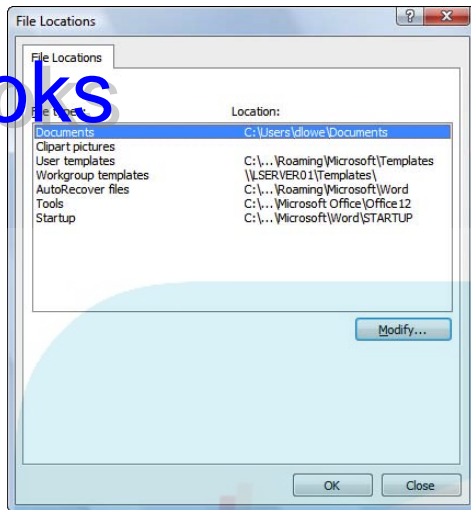 File Locations
File Locations
oks
File types: Location:
Documents C:\Users\dlowe\Documents
Clipart pictures
User templates C:\...\Roaming\Microsoft\Templates
Workgroup templates \\LSERVER01\Templates\
AutoRecover files C:\...\Roaming\Microsoft\Word
Tools C:\...\Microsoft Office\Office12
Startup C:\...\Microsoft\Word\STARTUP
Modify...
OK Close